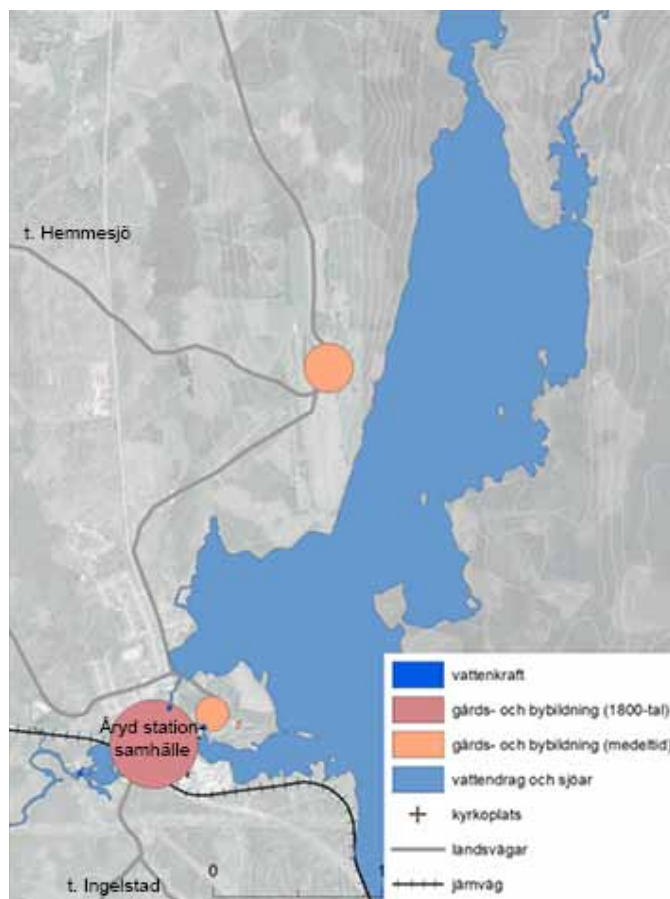 t. Hemmesjö
Åryd station-
samhälle
t. Ingelstad
0
1
vattenkraft
gårds- och bybildning (1800-tal)
gårds- och bybildning (medeltid)
vattendrag och sjöar
kyrkoplats
landsvägar
järnväg